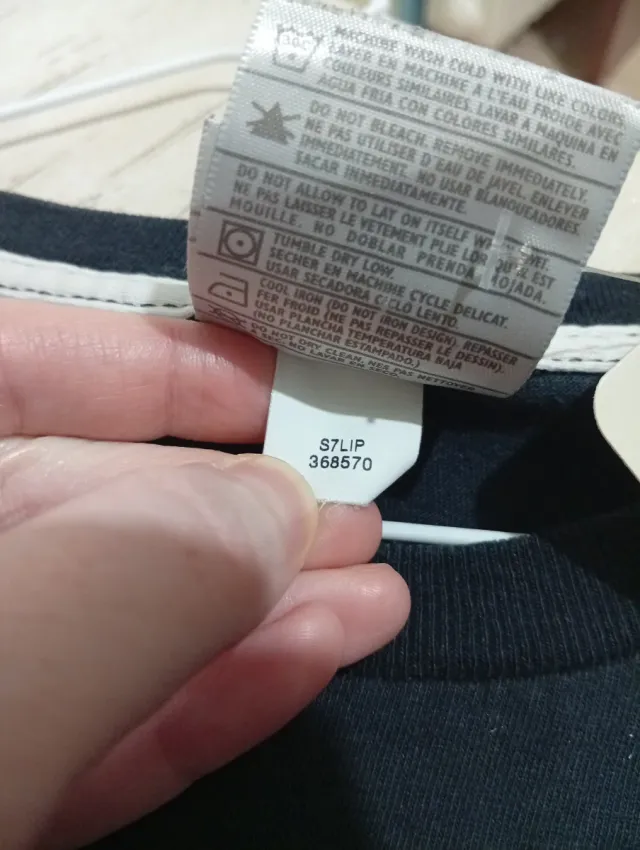 MACHINE WASH COLD WITH LIKE COLORS
LAVER EN MACHINE A L'EAU FROIDE AVEC
COULEURS SIMILAIRES. LAVAR A MAQUINA EN
AGUA FRIA CON COLORES SIMILARES.
DO NOT BLEACH. REMOVE IMMEDIATELY.
NE PAS UTILISER D'EAU DE JAVEL. ENLEVER
IMMEDIATEMENT. NO USAR BLANQUEADORES.
SACAR INMEDIATAMENTE.
DO NOT ALLOW TO LAY ON ITSELF WHEN WET.
NE PAS LAISSER LE VETEMENT PLIE LORSQU'IL EST
MOUILLE. NO DOBLAR PRENDA MOJADA.
TUMBLE DRY LOW.
SECHER EN MACHINE CYCLE DELICAT.
USAR SECADORA CICLO LENTO.
COOL IRON (DO NOT IRON DESIGN). REPASSER
FER FROID (NE PAS REPASSER LE DESSIN).
USAR PLANCHA TEMPERATURA BAJA
(NO PLANCHAR ESTAMPADO.)
DO NOT DRY CLEAN. NES PAS NETTOYER
S7LIP
368570